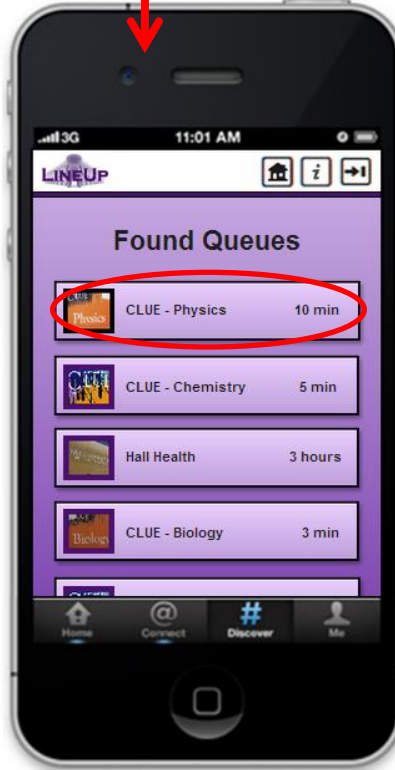 3G 11:01 AM
LINEUP
i
Found Queues
CLUE
Physics
CLUE - Physics 10 min
CLUE - Chemistry 5 min
Hall Health 3 hours
Biology
CLUE - Biology 3 min
@ #
Home Connect Discover Me